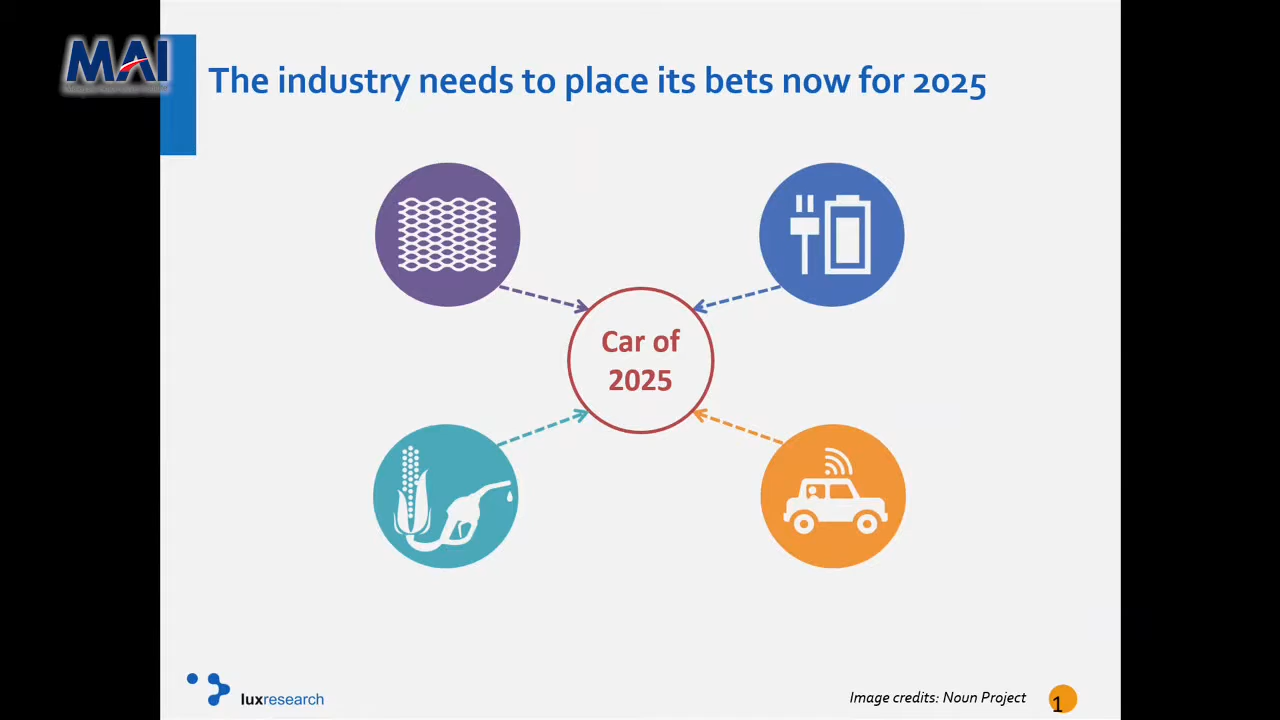 MAI
The industry needs to place its bets now for 2025
Car of
2025
luxresearch
Image credits: Noun Project
1